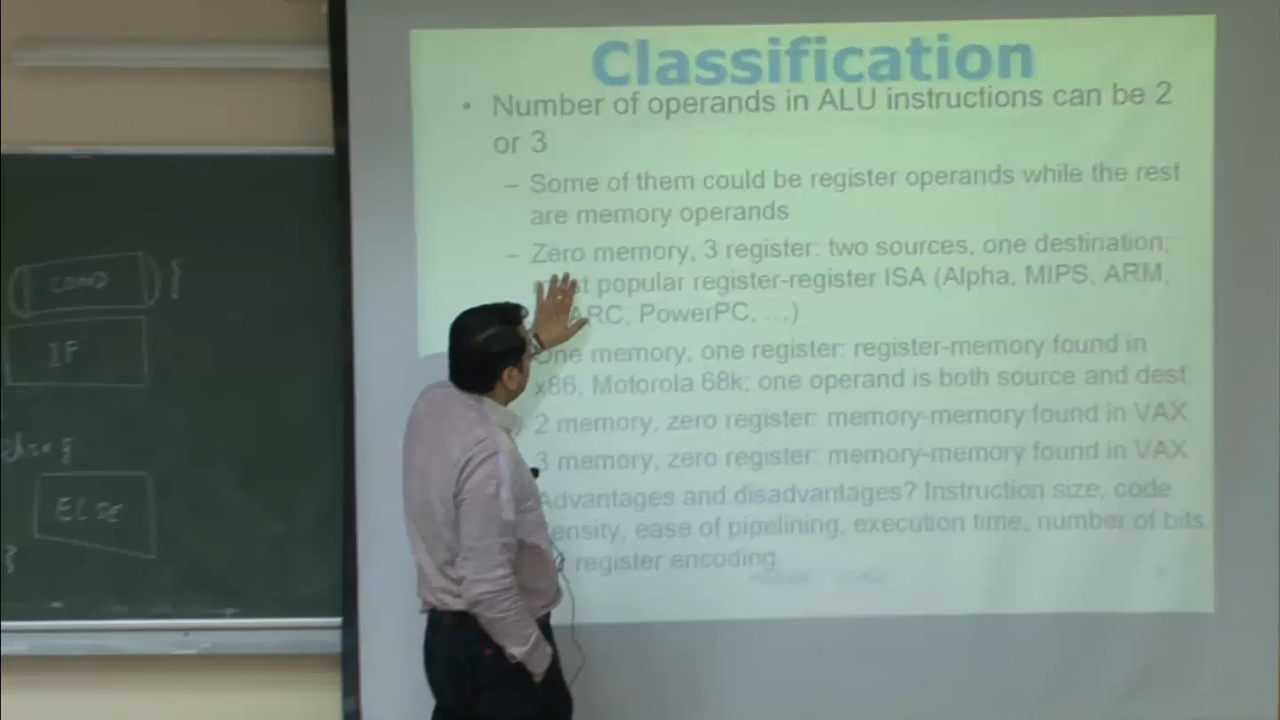 Classification
• Number of operands in ALU instructions can be 2
or 3
– Some of them could be register operands while the rest
are memory operands
– Zero memory, 3 register: two sources, one destination;
popular register-register ISA (Alpha, MIPS, ARM,
ARC, PowerPC, ...)
One memory, one register: register-memory found in
x86, Motorola 68k; one operand is both source and dest
2 memory, zero register: memory-memory found in VAX
3 memory, zero register: memory-memory found in VAX
Advantages and disadvantages? Instruction size, code
ensity, ease of pipelining, execution time, number of bits
register encoding
COND {
IF
else {
ELSE
}